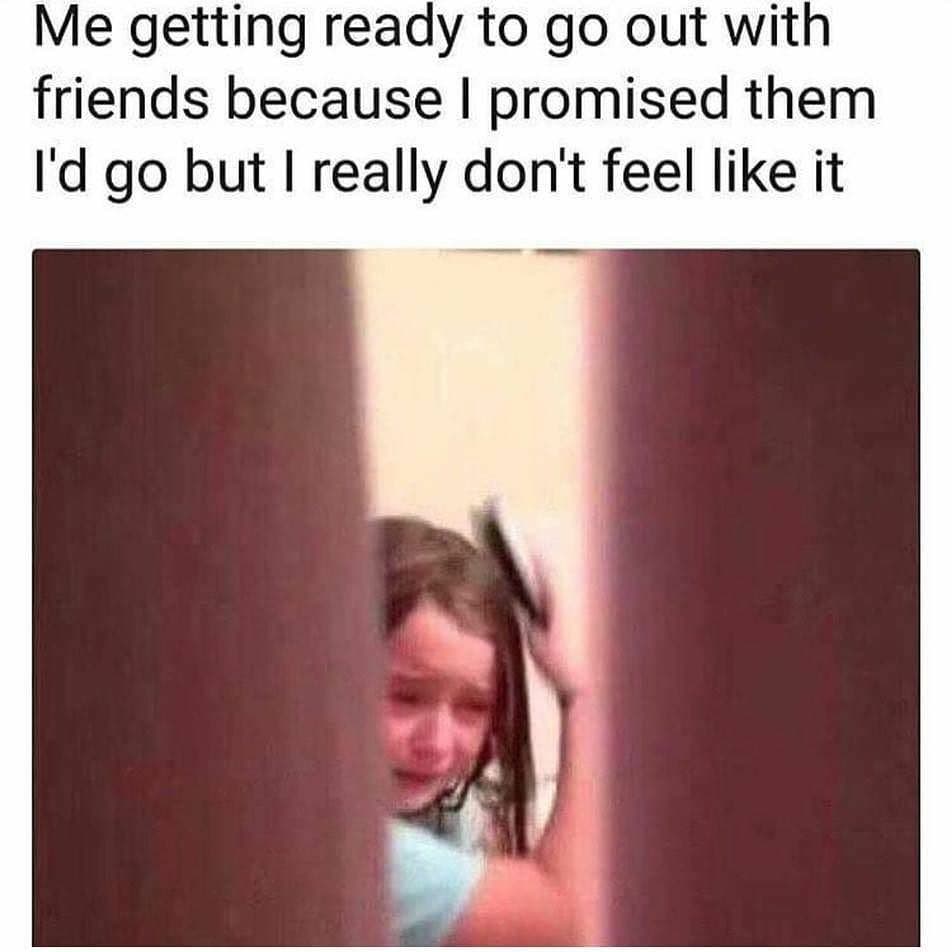 Me getting ready to go out with
friends because I promised them
I'd go but I really don't feel like it